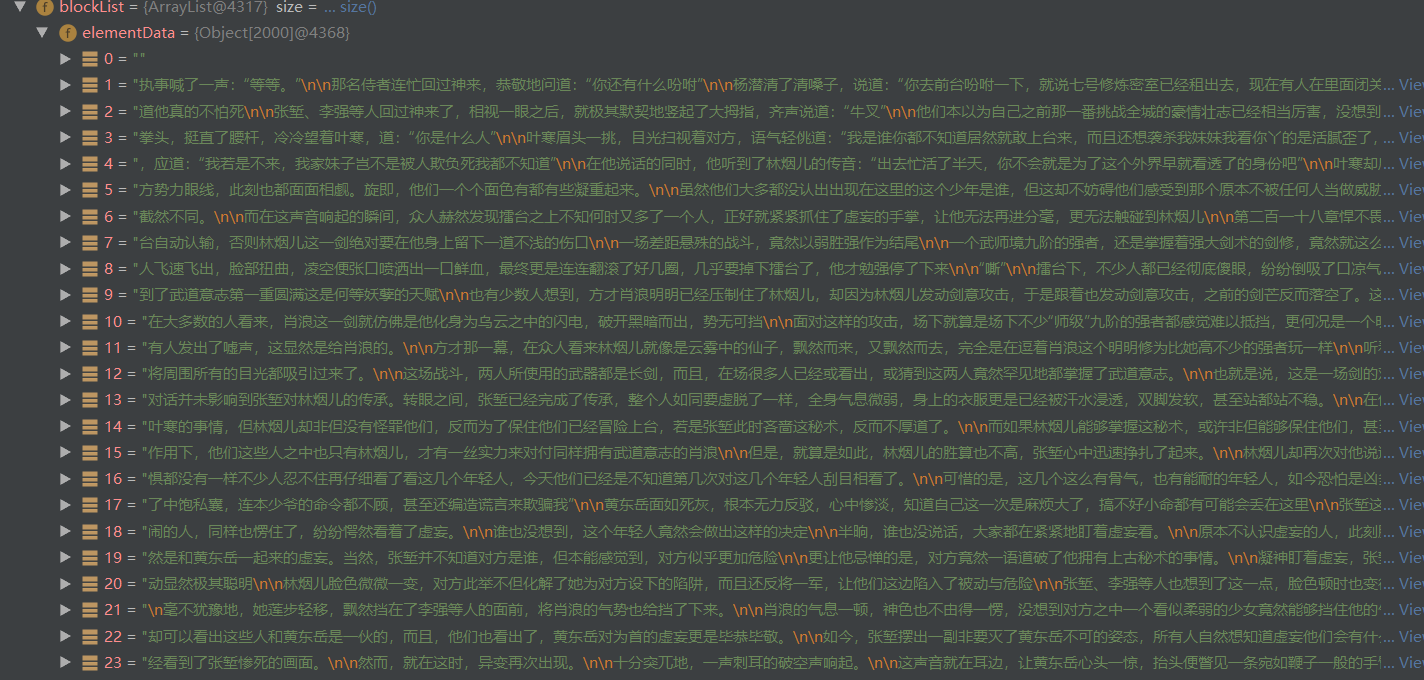 blockList = {ArrayList@4317} size = ... size()
elementData = {Object[2000]@4368}
0 = ""
1 = "执事喊了一声：“等等。”\n\n那名侍者连忙回过神来，恭敬地问道：“你还有什么吩咐”\n\n杨潜清了清嗓子，说道：“你去前台吩咐一下，就说七号修炼密室已经租出去，现在有人在里面闭关... View
2 = "道他真的不怕死\n\n张堑、李强等人回过神来了，相视一眼之后，就极其默契地竖起了大拇指，齐声说道：“牛叉”\n\n他们本以为自己之前那一番挑战全城的豪情壮志已经相当厉害，没想到... View
3 = "拳头，挺直了腰杆，冷冷望着叶寒，道：“你是什么人”\n\n叶寒眉头一挑，目光扫视着对方，语气轻佻道：“我是谁你都不知道居然就敢上台来，而且还想袭杀我妹妹我看你丫的是活腻歪了，... View
4 = "，应道：“我若是不来，我家妹子岂不是被人欺负死我都不知道”\n\n在他说话的同时，他听到了林烟儿的传音：“出去忙活了半天，你不会就是为了这个外界早就看透了的身份吧”\n\n叶寒却... View
5 = "方势力眼线，此刻也都面面相觑。旋即，他们一个个面色有都有些凝重起来。\n\n虽然他们大多都没认出出现在这里的这个少年是谁，但这却不妨碍他们感受到那个原本不被任何人当做威胁... View
6 = "截然不同。\n\n而在这声音响起的瞬间，众人赫然发现擂台之上不知何时又多了一个人，正好就紧紧抓住了虚妄的手掌，让他无法再进分毫，更无法触碰到林烟儿\n\n第二百一十八章悍不畏... View
7 = "台自动认输，否则林烟儿这一剑绝对要在他身上留下一道不浅的伤口\n\n一场差距悬殊的战斗，竟然以弱胜强作为结尾\n\n一个武师境九阶的强者，还是掌握着强大剑术的剑修，竟然就这么... View
8 = "人飞速飞出，脸部扭曲，凌空便张口喷洒出一口鲜血，最终更是连连翻滚了好几圈，几乎要掉下擂台了，他才勉强停了下来\n\n“嘶”\n\n擂台下，不少人都已经彻底傻眼，纷纷倒吸了口凉气... View
9 = "到了武道意志第一重圆满这是何等妖孽的天赋\n\n也有少数人想到，方才肖浪明明已经压制住了林烟儿，却因为林烟儿发动剑意攻击，于是跟着也发动剑意攻击，之前的剑芒反而落空了。这... View
10 = "在大多数的人看来，肖浪这一剑就仿佛是他化身为乌云之中的闪电，破开黑暗而出，势无可挡\n\n面对这样的攻击，场下就算是场下不少“师级”九阶的强者都感觉难以抵挡，更何况是一个... View
11 = "有人发出了嘘声，这显然是给肖浪的。\n\n方才那一幕，在众人看来林烟儿就像是云雾中的仙子，飘然而来，又飘然而去，完全是在逗着肖浪这个明明修为比她高不少的强者玩一样\n\n听... View
12 = "将周围所有的目光都吸引过来了。\n\n这场战斗，两人所使用的武器都是长剑，而且，在场很多人已经或看出，或猜到这两人竟然罕见地都掌握了武道意志。\n\n也就是说，这是一场剑的... View
13 = "对话并未影响到张堑对林烟儿的传承。转眼之间，张堑已经完成了传承，整个人如同要虚脱了一样，全身气息微弱，身上的衣服更是已经被汗水浸透，双脚发软，甚至站都站不稳。\n\n在... View
14 = "叶寒的事情，但林烟儿却非但没有怪罪他们，反而为了保住他们已经冒险上台，若是张堑此时吝啬这秘术，反而不厚道了。\n\n而如果林烟儿能够掌握这秘术，或许非但能够保住他们，甚... View
15 = "作用下，他们这些人之中也只有林烟儿，才有一丝实力来对付同样拥有武道意志的肖浪\n\n但是，就算是如此，林烟儿的胜算也不高，张堑心中迅速挣扎了起来。\n\n林烟儿却再次对他说... View
16 = "惧都没有一样不少人忍不住再仔细看了看这几个年轻人，今天他们已经是不知道第几次对这几个年轻人刮目相看了。\n\n可惜的是，这几个这么有骨气，也有能耐的年轻人，如今恐怕是凶... View
17 = "了中饱私囊，连本少爷的命令都不顾，甚至还编造谎言来欺骗我”\n\n黄东岳面如死灰，根本无力反驳，心中惨淡，知道自己这一次是麻烦大了，搞不好小命都有可能会丢在这里\n\n张堑这... View
18 = "闹的人，同样也愣住了，纷纷愕然看着了虚妄。\n\n谁也没想到，这个年轻人竟然会做出这样的决定\n\n半晌，谁也没说话，大家都在紧紧地盯着虚妄看。\n\n原本不认识虚妄的人，此刻... View
19 = "然是和黄东岳一起来的虚妄。当然，张堑并不知道对方是谁，但本能感觉到，对方似乎更加危险\n\n更让他忌惮的是，对方竟然一语道破了他拥有上古秘术的事情。\n\n凝神盯着虚妄，张... View
20 = "动显然极其聪明\n\n林烟儿脸色微微一变，对方此举不但化解了她为对方设下的陷阱，而且还反将一军，让他们这边陷入了被动与危险\n\n张堑、李强等人也想到了这一点，脸色顿时也变... View
21 = "\n毫不犹豫地，她莲步轻移，飘然挡在了李强等人的面前，将肖浪的气势也给挡了下来。\n\n肖浪的气息一顿，神色也不由得一愣，没想到对方之中一个看似柔弱的少女竟然能够挡住他的... View
22 = "却可以看出这些人和黄东岳是一伙的，而且，他们也看出了，黄东岳对为首的虚妄更是毕恭毕敬。\n\n如今，张堑摆出一副非要灭了黄东岳不可的姿态，所有人自然想知道虚妄他们会有什... View
23 = "经看到了张堑惨死的画面。\n\n然而，就在这时，异变再次出现。\n\n十分突兀地，一声刺耳的破空声响起。\n\n这声音就在耳边，让黄东岳心头一惊，抬头便瞥见一条宛如鞭子一般的手... View